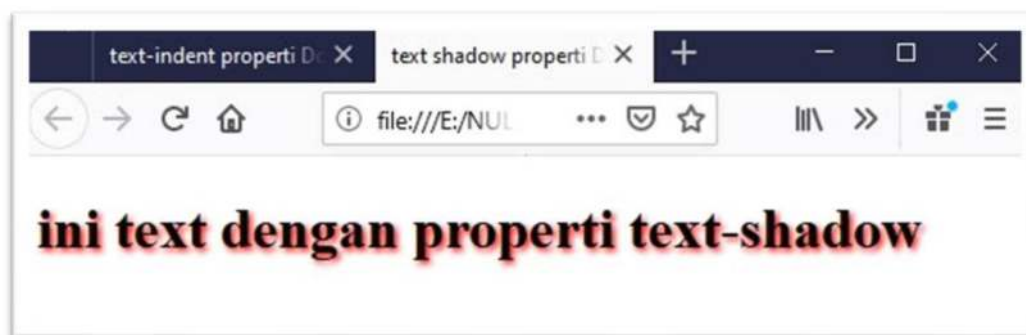 text-indent properti D
text shadow properti D
file:///E:/NUL
ini text dengan properti text-shadow